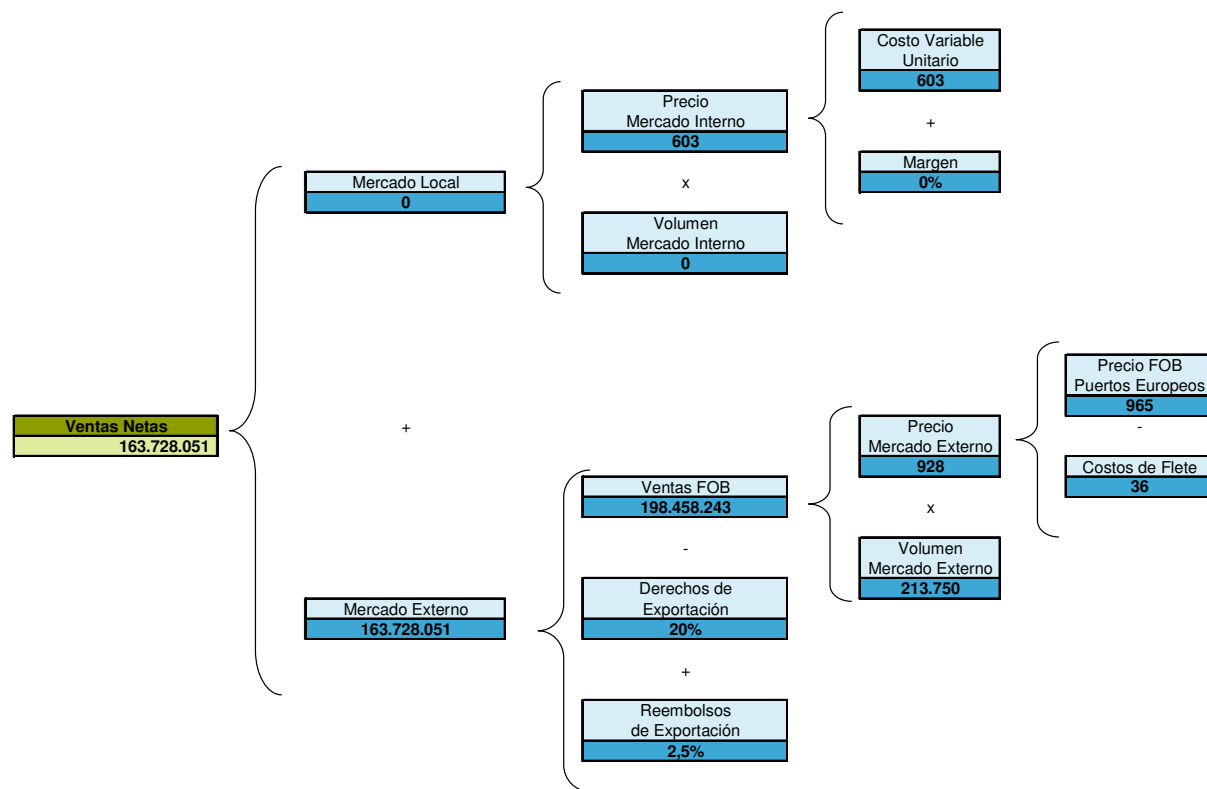 Costo Variable
Unitario
603
+
Margen
0%
Precio
Mercado Interno
603
x
Volumen
Mercado Interno
0
Mercado Local
0
Ventas Netas
163.728.051
+
Mercado Externo
163.728.051
Ventas FOB
198.458.243
-
Derechos de
Exportación
20%
+
Reembolsos
de Exportación
2,5%
Precio
Mercado Externo
928
x
Volumen
Mercado Externo
213.750
Precio FOB
Puertos Europeos
965
-
Costos de Flete
36